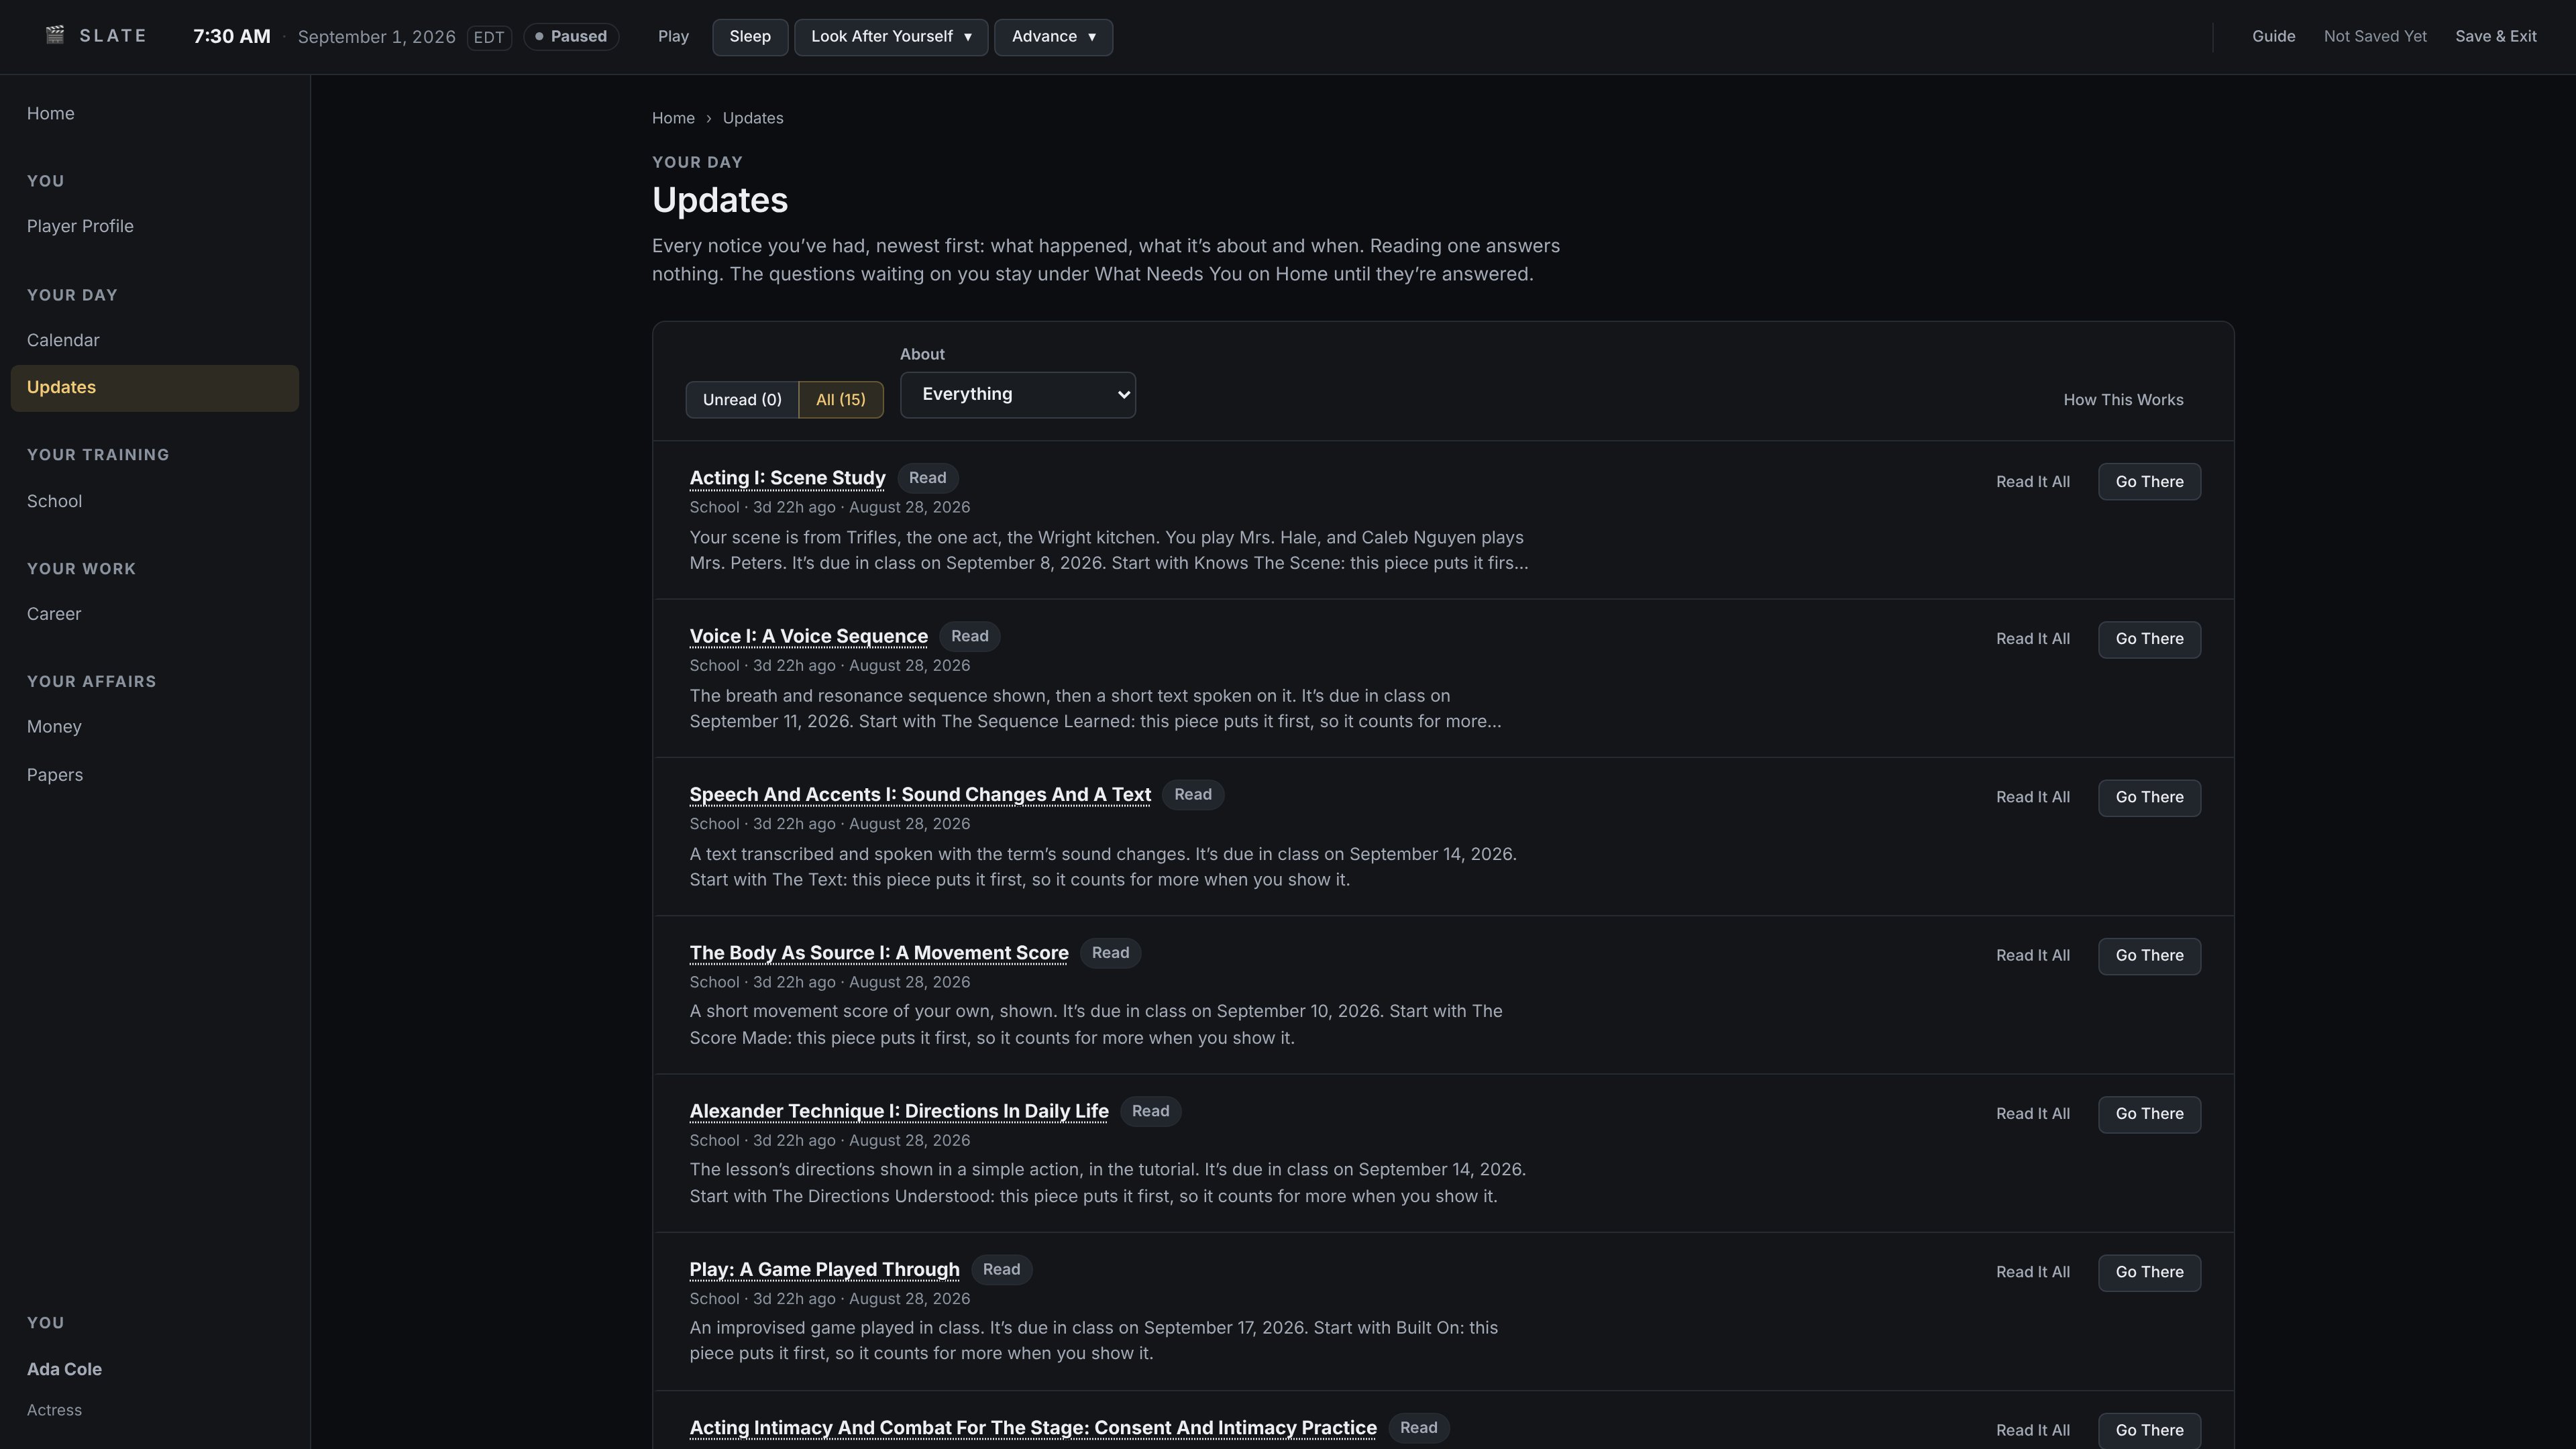 SLATE
7:30 AM · September 1, 2026 EDT Paused
Play
Sleep
Look After Yourself ▾
Advance ▾
Guide
Not Saved Yet
Save & Exit
Home
YOU
Player Profile
YOUR DAY
Calendar
Updates
YOUR TRAINING
School
YOUR WORK
Career
YOUR AFFAIRS
Money
Papers
YOU
Ada Cole
Actress
Home › Updates
YOUR DAY
Updates
Every notice you’ve had, newest first: what happened, what it’s about and when. Reading one answers
nothing. The questions waiting on you stay under What Needs You on Home until they’re answered.
About
Unread (0)
All (15)
Everything
How This Works
Acting I: Scene Study Read
Read It All
Go There
School · 3d 22h ago · August 28, 2026
Your scene is from Trifles, the one act, the Wright kitchen. You play Mrs. Hale, and Caleb Nguyen plays
Mrs. Peters. It’s due in class on September 8, 2026. Start with Knows The Scene: this piece puts it firs…
Voice I: A Voice Sequence Read
Read It All
Go There
School · 3d 22h ago · August 28, 2026
The breath and resonance sequence shown, then a short text spoken on it. It’s due in class on
September 11, 2026. Start with The Sequence Learned: this piece puts it first, so it counts for more…
Speech And Accents I: Sound Changes And A Text Read
Read It All
Go There
School · 3d 22h ago · August 28, 2026
A text transcribed and spoken with the term’s sound changes. It’s due in class on September 14, 2026.
Start with The Text: this piece puts it first, so it counts for more when you show it.
The Body As Source I: A Movement Score Read
Read It All
Go There
School · 3d 22h ago · August 28, 2026
A short movement score of your own, shown. It’s due in class on September 10, 2026. Start with The
Score Made: this piece puts it first, so it counts for more when you show it.
Alexander Technique I: Directions In Daily Life Read
Read It All
Go There
School · 3d 22h ago · August 28, 2026
The lesson’s directions shown in a simple action, in the tutorial. It’s due in class on September 14, 2026.
Start with The Directions Understood: this piece puts it first, so it counts for more when you show it.
Play: A Game Played Through Read
Read It All
Go There
School · 3d 22h ago · August 28, 2026
An improvised game played in class. It’s due in class on September 17, 2026. Start with Built On: this
piece puts it first, so it counts for more when you show it.
Acting Intimacy And Combat For The Stage: Consent And Intimacy Practice Read
Read It All
Go There